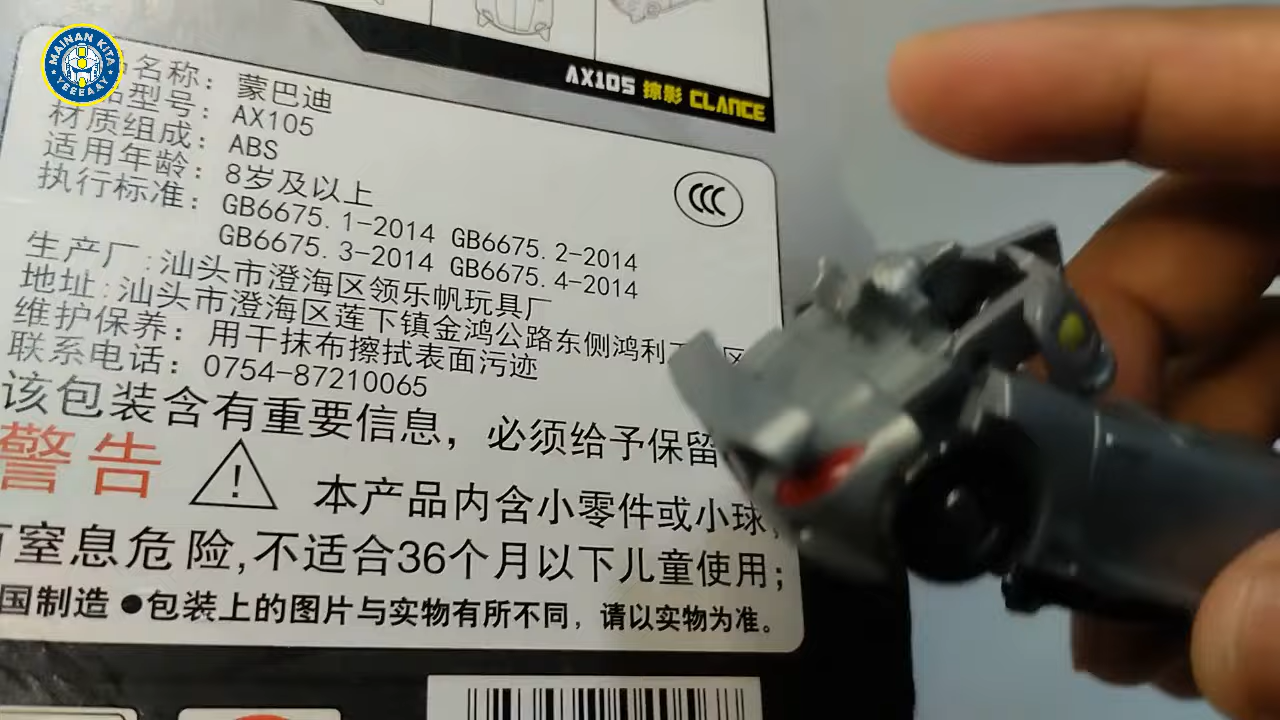 MAINAN KITA
YEEEAAY
AX105 掠影 CLANCE
名称：蒙巴迪
型号：AX105
材质组成：ABS
适用年龄：8岁及以上
执行标准：GB6675.1-2014 GB6675.2-2014
GB6675.3-2014 GB6675.4-2014
生产厂:汕头市澄海区领乐帆玩具厂
地址:汕头市澄海区莲下镇金鸿公路东侧鸿利 区
维护保养：用干抹布擦拭表面污迹
联系电话：0754-87210065
该包装含有重要信息，必须给予保留
警告 ! 本产品内含小零件或小球，
有窒息危险,不适合36个月以下儿童使用；
国制造 ●包装上的图片与实物有所不同，请以实物为准。